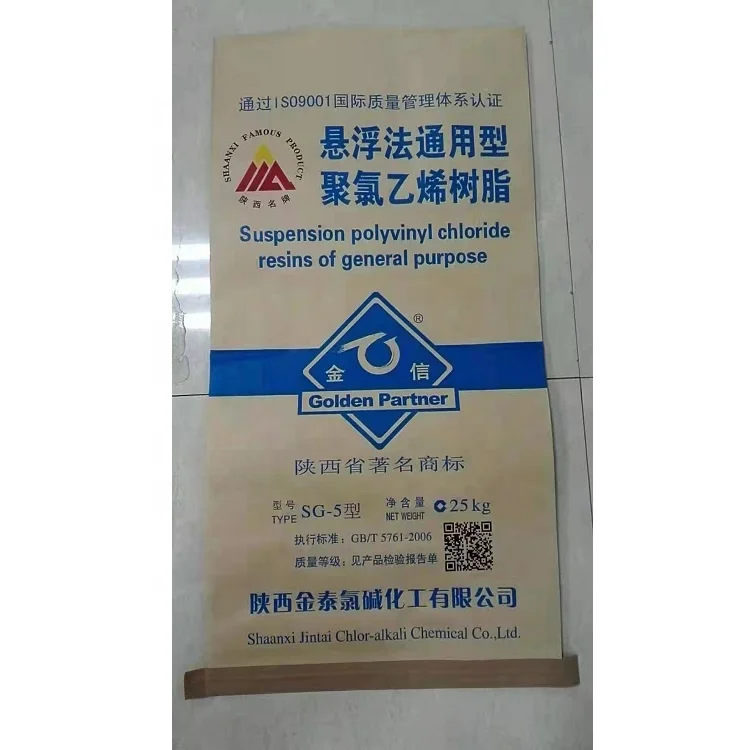 通过ISO9001国际质量管理体系认证
SHAANXI FAMOUS PRODUCT
陕西名牌
悬浮法通用型
聚氯乙烯树脂
Suspension polyvinyl chloride
resins of general purpose
®
金 信
Golden Partner
陕西省著名商标
型号 SG-5型 净含量 25kg
TYPE NET WEIGHT
执行标准：GB/T 5761-2006
质量等级：见产品检验报告单
陕西金泰氯碱化工有限公司
Shaanxi Jintai Chlor-alkali Chemical Co.,Ltd.